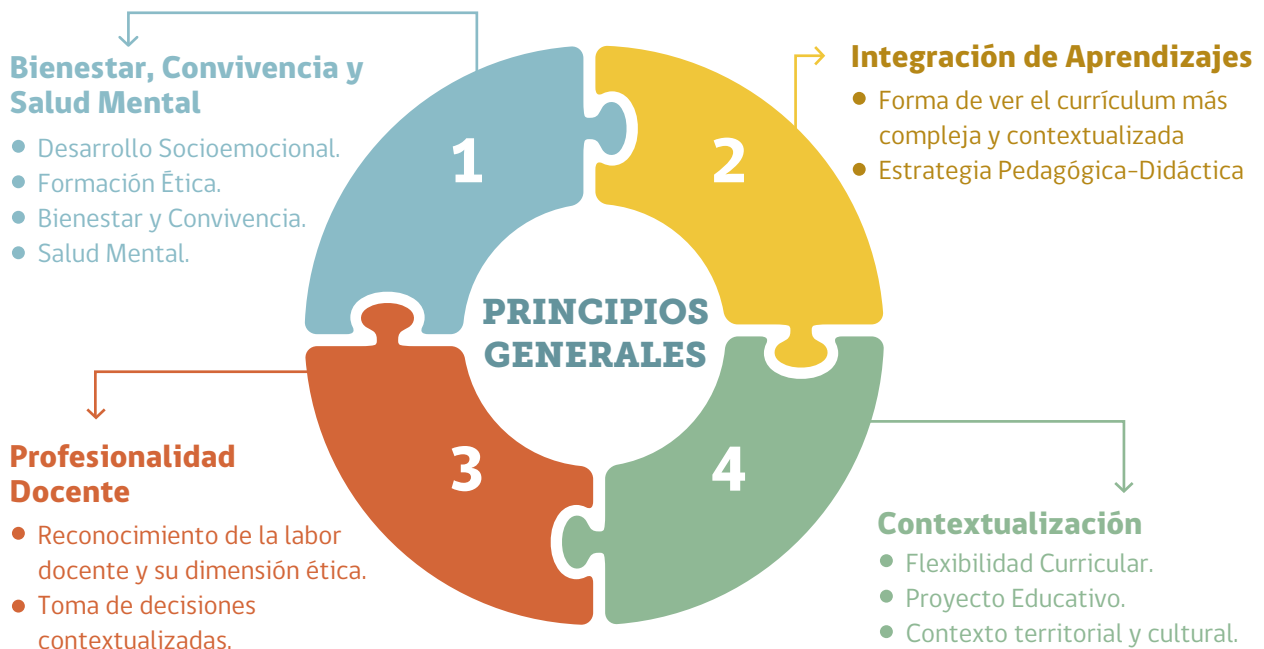 Bienestar, Convivencia y
Salud Mental
● Desarrollo Socioemocional.
● Formación Ética.
● Bienestar y Convivencia.
● Salud Mental.
1
2
Integración de Aprendizajes
● Forma de ver el currículum más
compleja y contextualizada
● Estrategia Pedagógica-Didáctica
PRINCIPIOS
GENERALES
Profesionalidad
Docente
● Reconocimiento de la labor
docente y su dimensión ética.
● Toma de decisiones
contextualizadas.
3
4
Contextualización
● Flexibilidad Curricular.
● Proyecto Educativo.
● Contexto territorial y cultural.